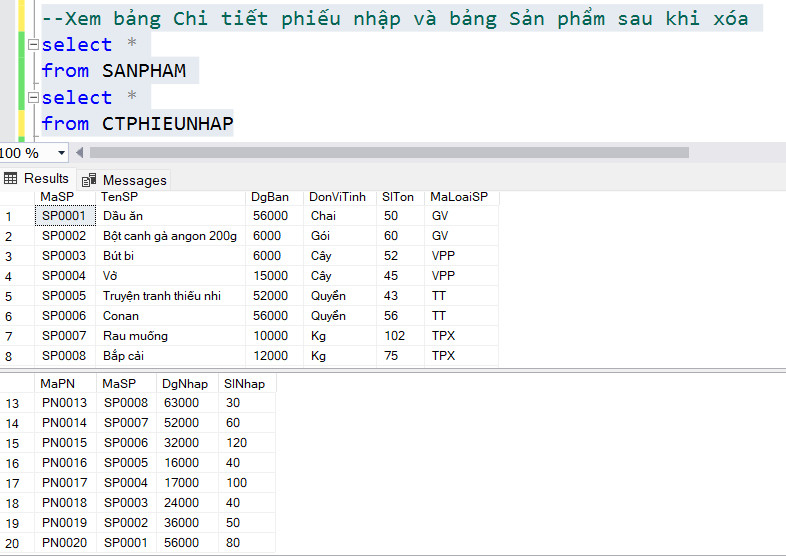 --Xem bảng Chi tiết phiếu nhập và bảng Sản phẩm sau khi xóa
select *
from SANPHAM
select *
from CTPHIEUNHAP
100 %
Results Messages
MaSP TenSP DgBan DonViTinh SlTon MaLoaiSP
1 SP0001 Dầu ăn 56000 Chai 50 GV
2 SP0002 Bột canh gà angon 200g 6000 Gói 60 GV
3 SP0003 Bút bi 6000 Cây 52 VPP
4 SP0004 Vở 15000 Cây 45 VPP
5 SP0005 Truyện tranh thiếu nhi 52000 Quyển 43 TT
6 SP0006 Conan 56000 Quyển 56 TT
7 SP0007 Rau muống 10000 Kg 102 TPX
8 SP0008 Bắp cải 12000 Kg 75 TPX
MaPN MaSP DgNhap SlNhap
13 PN0013 SP0008 63000 30
14 PN0014 SP0007 52000 60
15 PN0015 SP0006 32000 120
16 PN0016 SP0005 16000 40
17 PN0017 SP0004 17000 100
18 PN0018 SP0003 24000 40
19 PN0019 SP0002 36000 50
20 PN0020 SP0001 56000 80